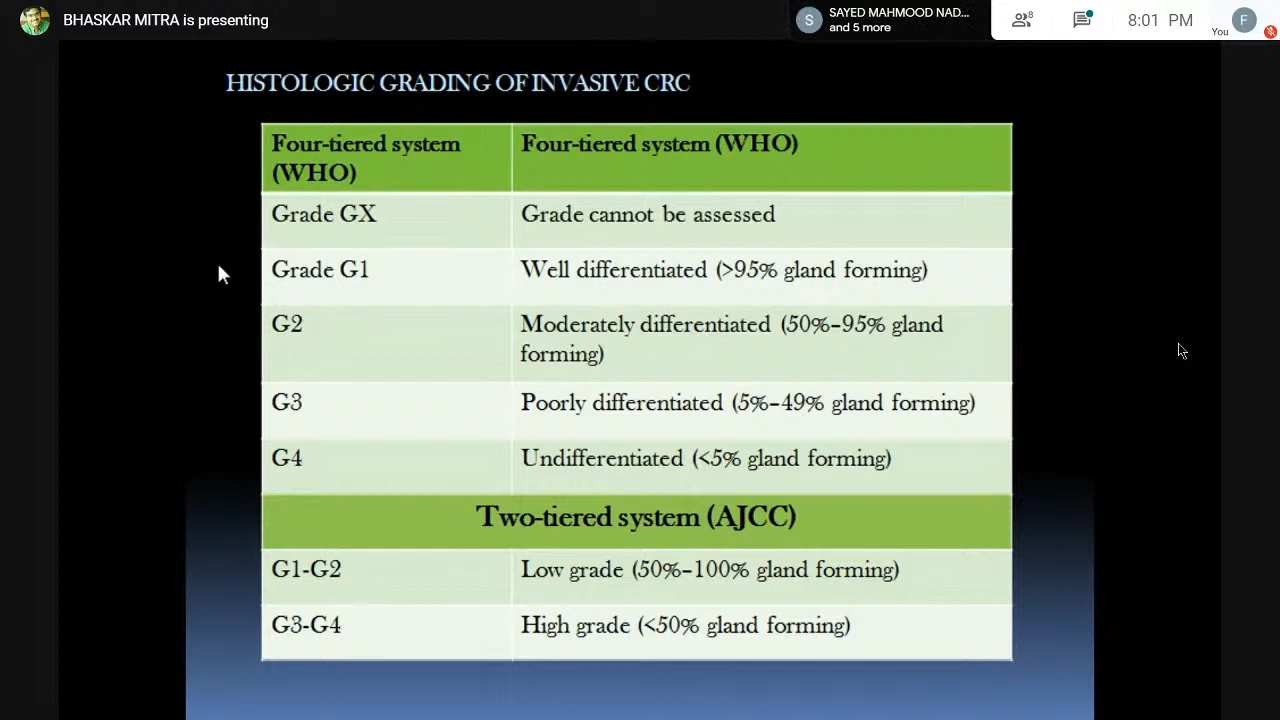 BHASKAR MITRA is presenting
SAYED MAHMOOD NAD...
and 5 more
S
8
8:01 PM
You
F
HISTOLOGIC GRADING OF INVASIVE CRC
Four-tiered system
(WHO)
Four-tiered system (WHO)
Grade GX
Grade cannot be assessed
Grade G1
Well differentiated (>95% gland forming)
G2
Moderately differentiated (50%–95% gland
forming)
G3
Poorly differentiated (5%–49% gland forming)
G4
Undifferentiated (<5% gland forming)
Two-tiered system (AJCC)
G1-G2
Low grade (50%–100% gland forming)
G3-G4
High grade (<50% gland forming)